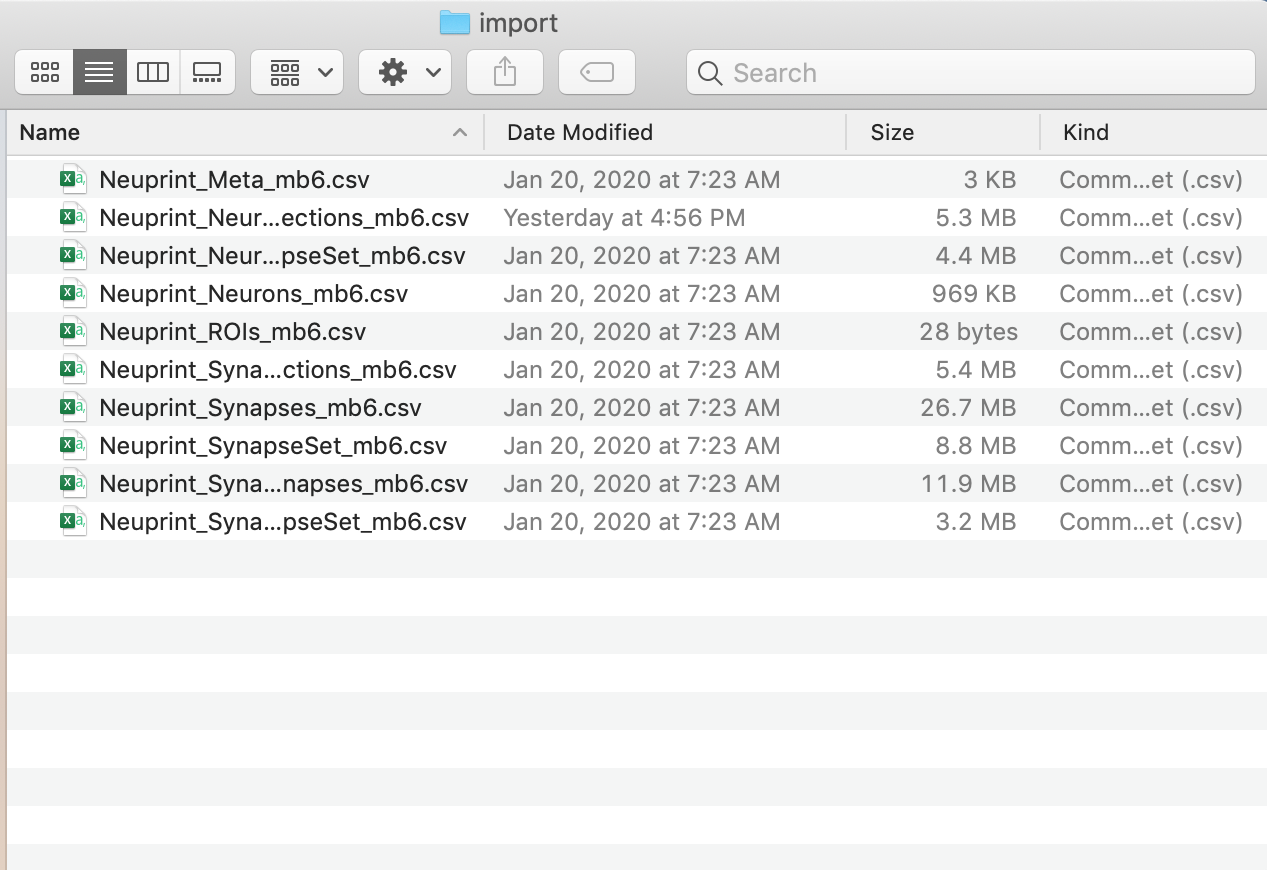 import
Search
Name Date Modified Size Kind
Neuprint_Meta_mb6.csv Jan 20, 2020 at 7:23 AM 3 KB Comm...et (.csv)
Neuprint_Neur...ections_mb6.csv Yesterday at 4:56 PM 5.3 MB Comm...et (.csv)
Neuprint_Neur...pseSet_mb6.csv Jan 20, 2020 at 7:23 AM 4.4 MB Comm...et (.csv)
Neuprint_Neurons_mb6.csv Jan 20, 2020 at 7:23 AM 969 KB Comm...et (.csv)
Neuprint_ROIs_mb6.csv Jan 20, 2020 at 7:23 AM 28 bytes Comm...et (.csv)
Neuprint_Syna...ctions_mb6.csv Jan 20, 2020 at 7:23 AM 5.4 MB Comm...et (.csv)
Neuprint_Synapses_mb6.csv Jan 20, 2020 at 7:23 AM 26.7 MB Comm...et (.csv)
Neuprint_SynapseSet_mb6.csv Jan 20, 2020 at 7:23 AM 8.8 MB Comm...et (.csv)
Neuprint_Syna...napses_mb6.csv Jan 20, 2020 at 7:23 AM 11.9 MB Comm...et (.csv)
Neuprint_Syna...pseSet_mb6.csv Jan 20, 2020 at 7:23 AM 3.2 MB Comm...et (.csv)